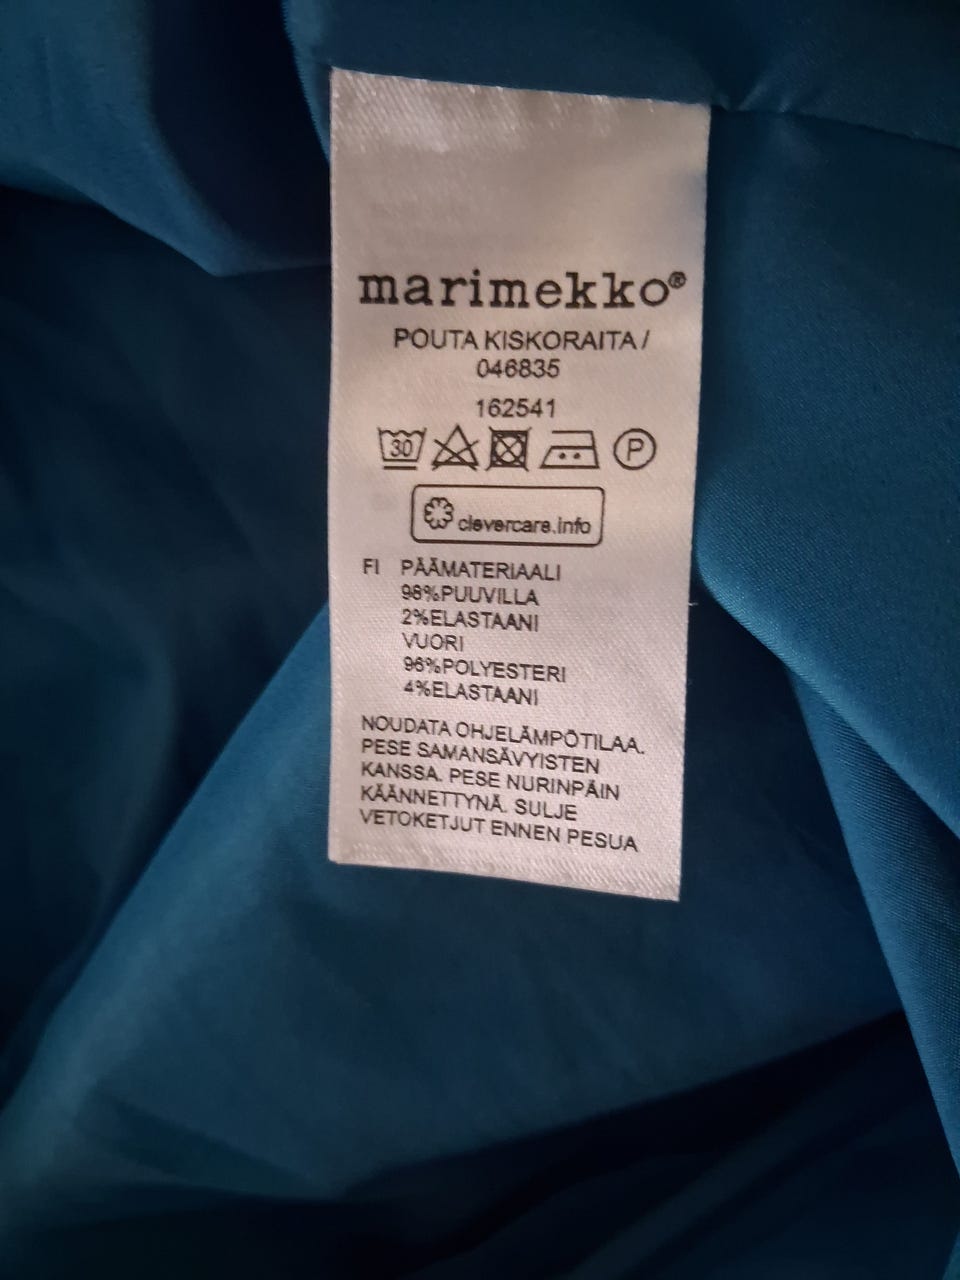 marimekko®
POUTA KISKORAITA /
046835
162541
30 P
clevercare.info
FI PÄÄMATERIAALI
98%PUUVILLA
2%ELASTAANI
VUORI
96%POLYESTERI
4%ELASTAANI
NOUDATA OHJELÄMPÖTILAA.
PESE SAMANSÄVYISTEN
KANSSA. PESE NURINPÄIN
KÄÄNNETTYNÄ. SULJE
VETOKETJUT ENNEN PESUA